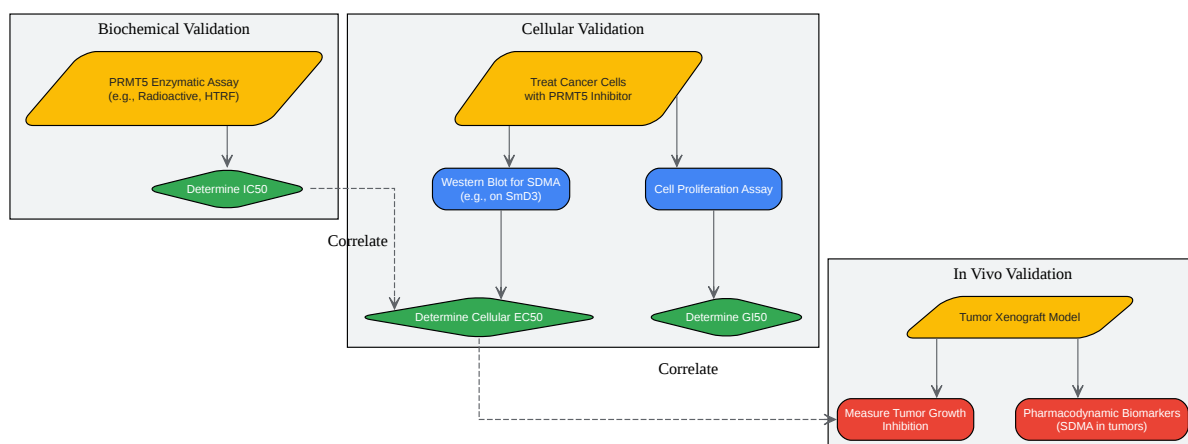 Biochemical Validation
PRMT5 Enzymatic Assay
(e.g., Radioactive, HTRF)
Determine IC50
Correlate
Cellular Validation
Treat Cancer Cells
with PRMT5 Inhibitor
Western Blot for SDMA
(e.g., on SmD3)
Cell Proliferation Assay
Determine Cellular EC50
Determine GI50
Correlate
In Vivo Validation
Tumor Xenograft Model
Measure Tumor Growth
Inhibition
Pharmacodynamic Biomarkers
(SDMA in tumors)